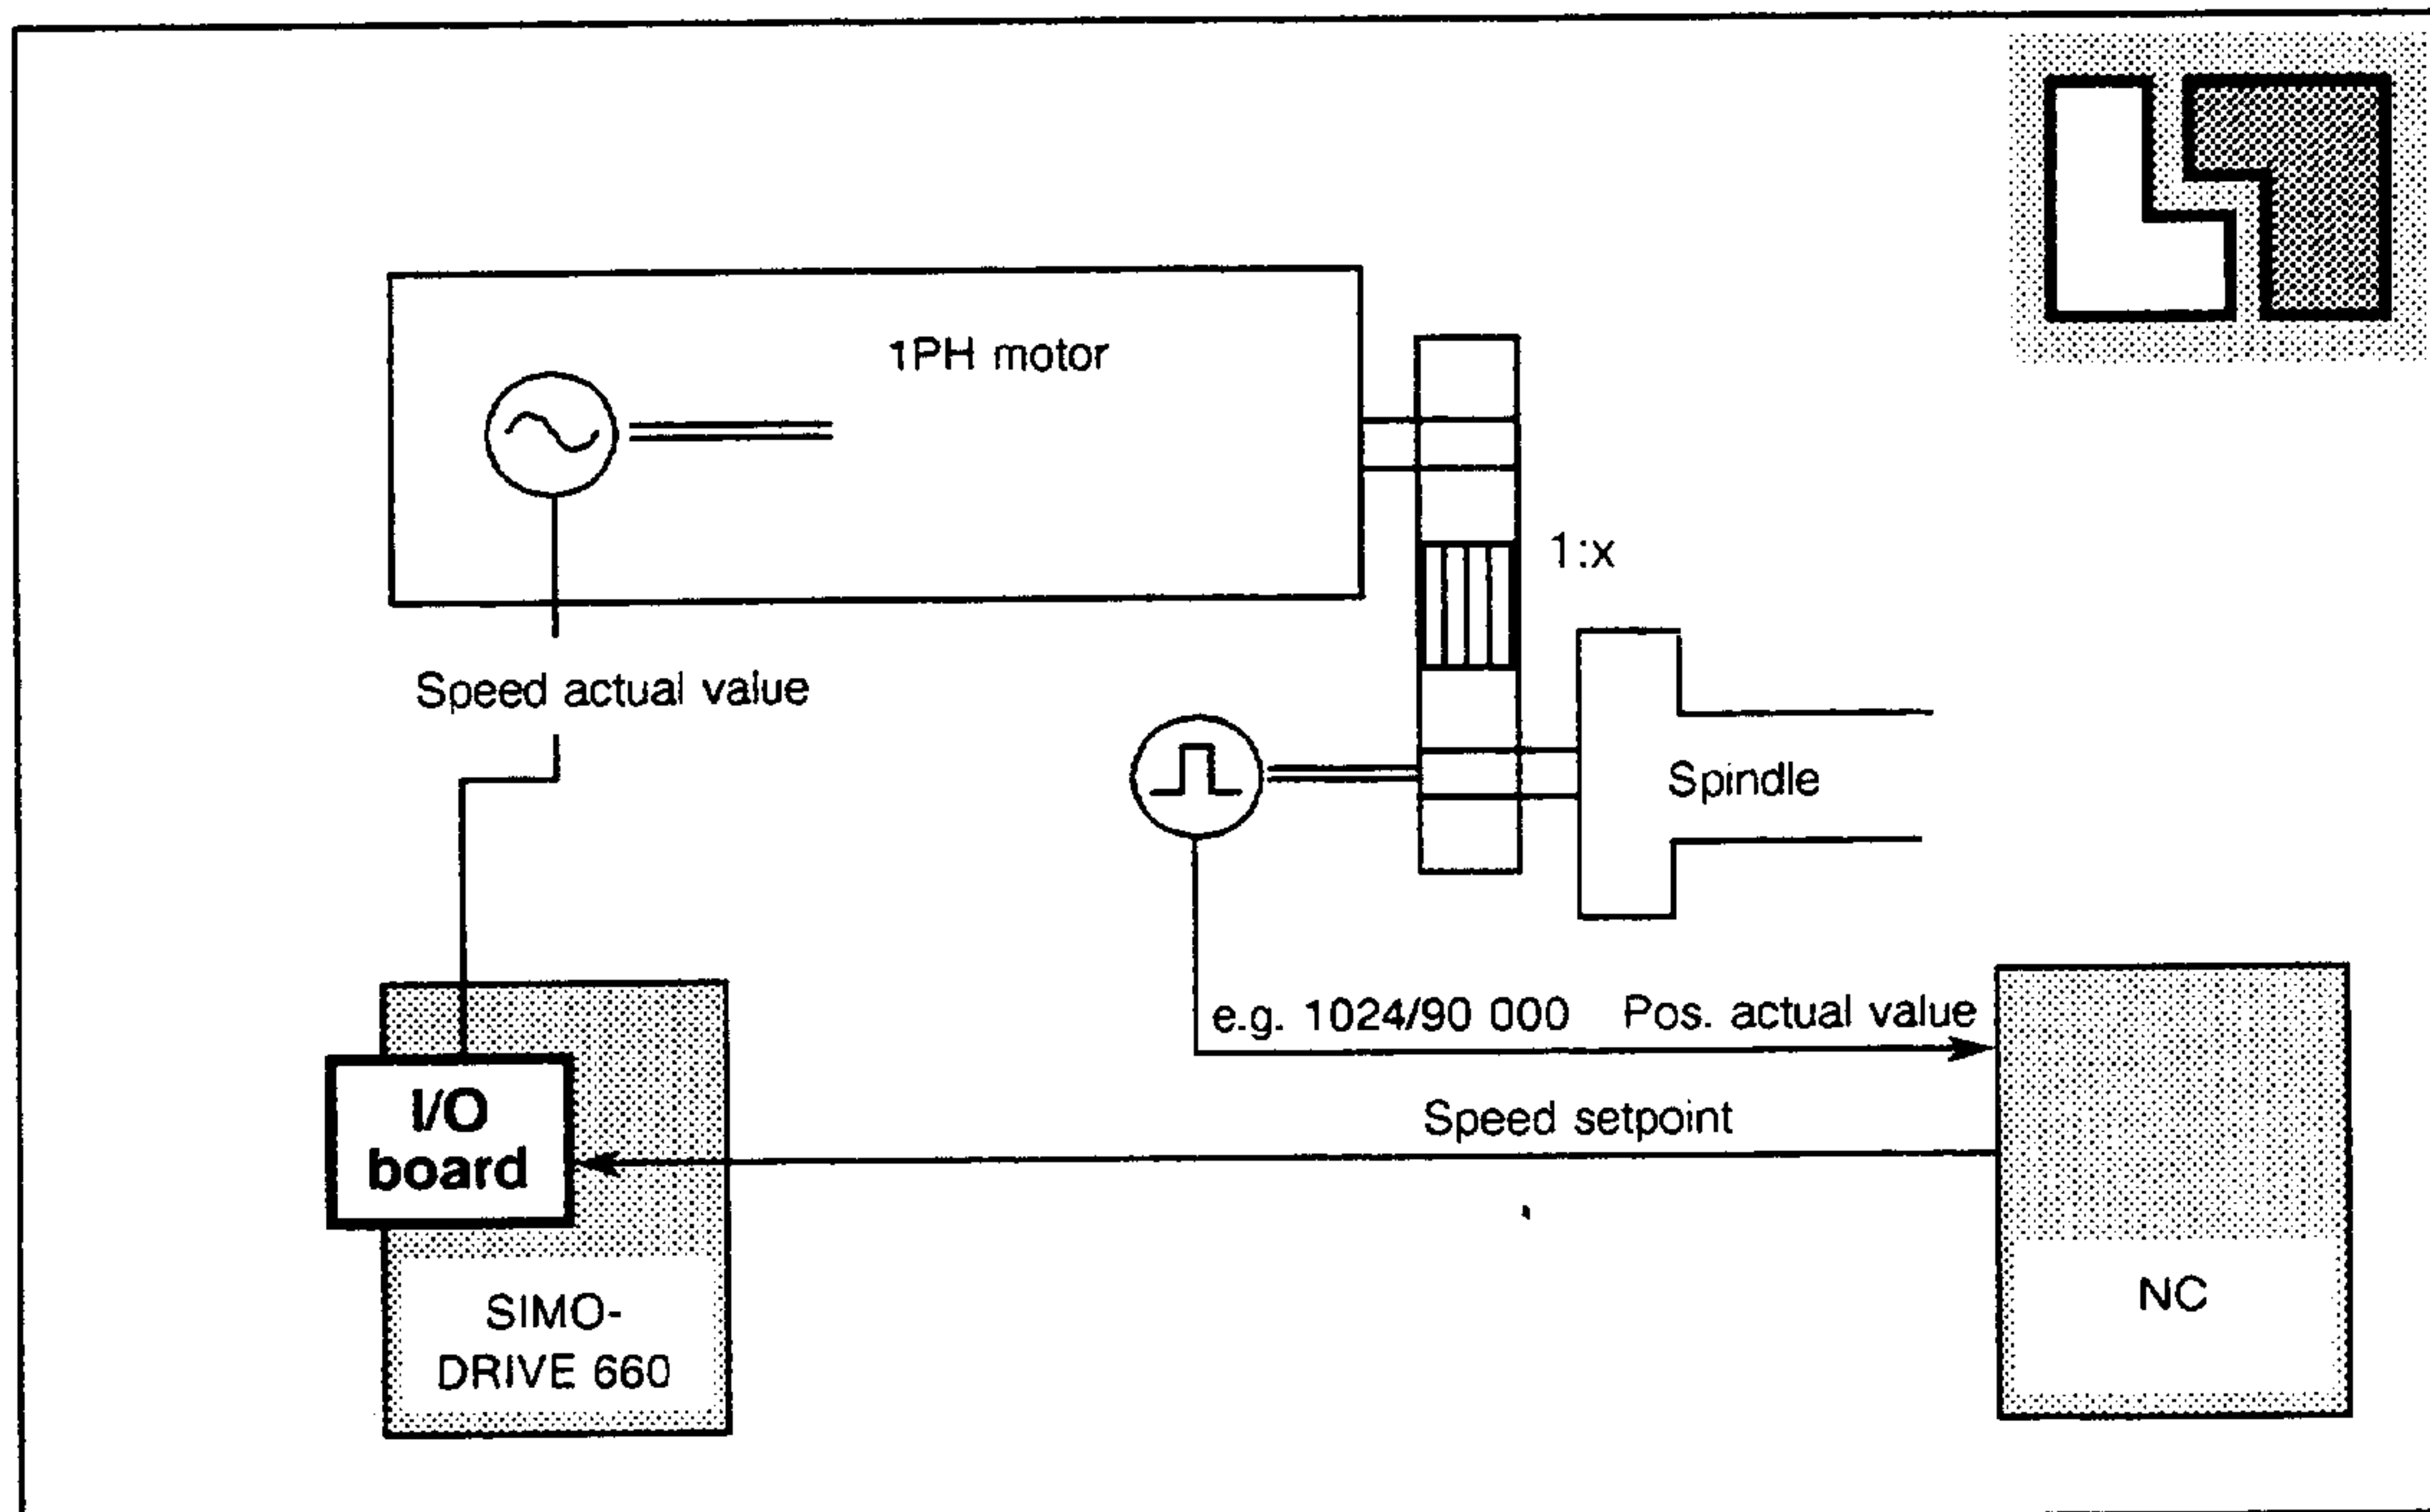 1PH motor
1:x
Speed actual value
Spindle
e.g. 1024/90 000 Pos. actual value
Speed setpoint
I/O
board
SIMO-
DRIVE 660
NC